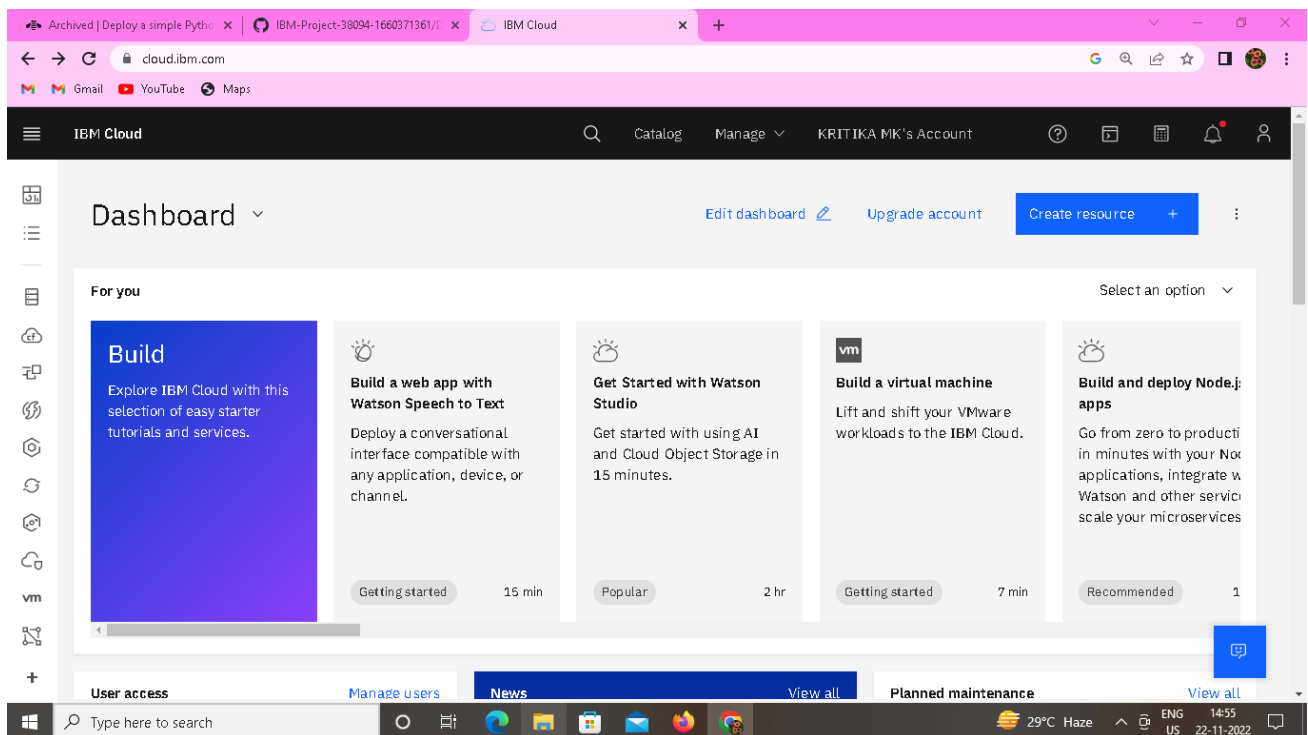 Archived | Deploy a simple Pytho
IBM-Project-38094-1660371361/D
IBM Cloud
cloud.ibm.com
Gmail
YouTube
Maps
IBM Cloud
Catalog
Manage
KRITIKA MK's Account
Dashboard
Edit dashboard
Upgrade account
Create resource +
For you
Select an option
Build
Explore IBM Cloud with this
selection of easy starter
tutorials and services.
Build a web app with
Watson Speech to Text
Deploy a conversational
interface compatible with
any application, device, or
channel.
Getting started
15 min
Get Started with Watson
Studio
Get started with using AI
and Cloud Object Storage in
15 minutes.
Popular
2 hr
vm
Build a virtual machine
Lift and shift your VMware
workloads to the IBM Cloud.
Getting started
7 min
Build and deploy Node.j
apps
Go from zero to producti
in minutes with your No
applications, integrate w
Watson and other servic
scale your microservices
Recommended
1
cf
vm
User access
Manage users
News
View all
Planned maintenance
View all
Type here to search
29°C Haze
ENG
US
14:55
22-11-2022